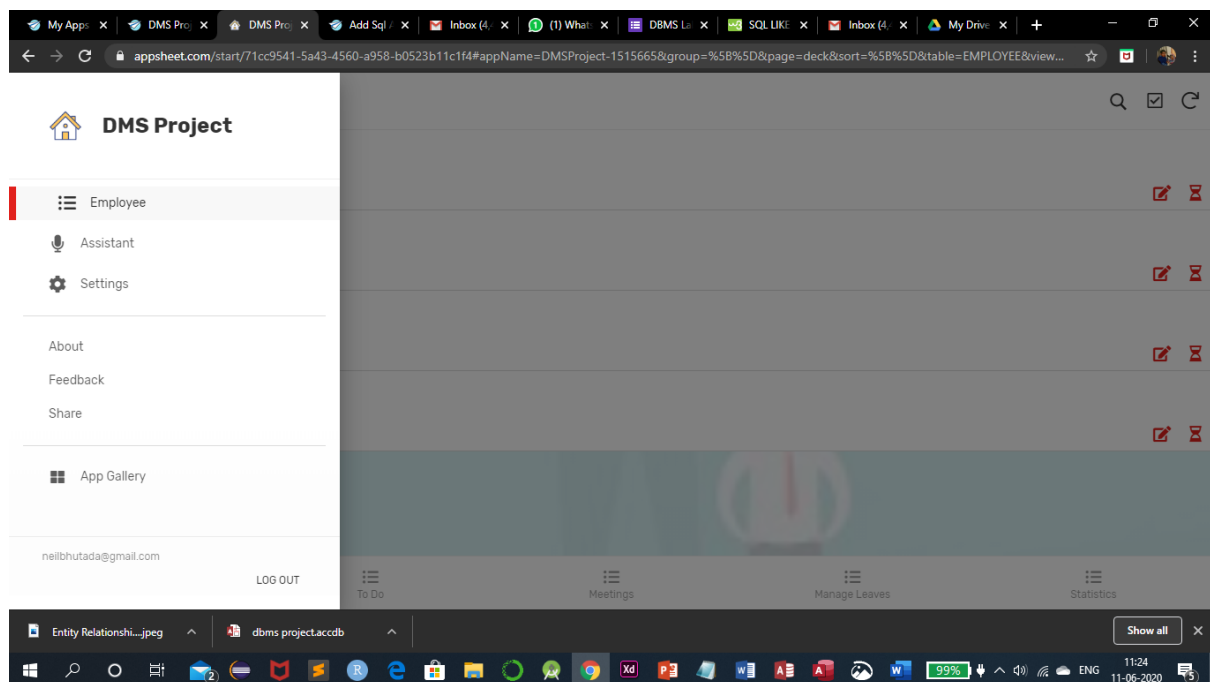 My Apps
DMS Proj
DMS Proj
Add Sql
Inbox (4,
(1) What
DBMS La
SQL LIKE
Inbox (4,
My Drive
appsheet.com/start/71cc9541-5a43-4560-a958-b0523b11c1f4#appName=DMSProject-1515665&group=%5B%5D&page=deck&sort=%5B%5D&table=EMPLOYEE&view...
DMS Project
Employee
Assistant
Settings
About
Feedback
Share
App Gallery
neilbhutada@gmail.com
LOG OUT
To Do
Meetings
Manage Leaves
Statistics
Entity Relationshi....jpeg
dbms project.accdb
Show all
99%
ENG
11:24
11-06-2020